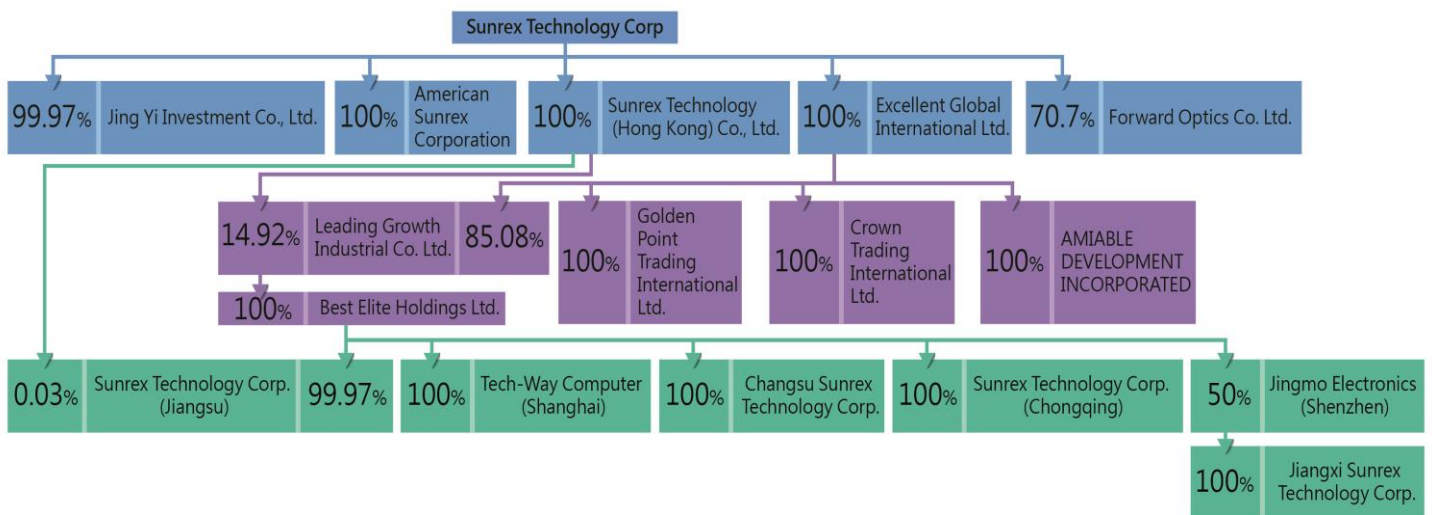 Sunrex Technology Corp
99.97%
Jing Yi Investment Co., Ltd.
100%
American
Sunrex
Corporation
100%
Sunrex Technology
(Hong Kong) Co., Ltd.
100%
Excellent Global
International Ltd.
70.7%
Forward Optics Co. Ltd.
14.92%
Leading Growth
Industrial Co. Ltd.
85.08%
100%
Golden
Point
Trading
International
Ltd.
100%
Crown
Trading
International
Ltd.
100%
AMIABLE
DEVELOPMENT
INCORPORATED
100%
Best Elite Holdings Ltd.
0.03%
Sunrex Technology Corp.
(Jiangsu)
99.97%
100%
Tech-Way Computer
(Shanghai)
100%
Changsu Sunrex
Technology Corp.
100%
Sunrex Technology Corp.
(Chongqing)
50%
Jingmo Electronics
(Shenzhen)
100%
Jiangxi Sunrex
Technology Corp.